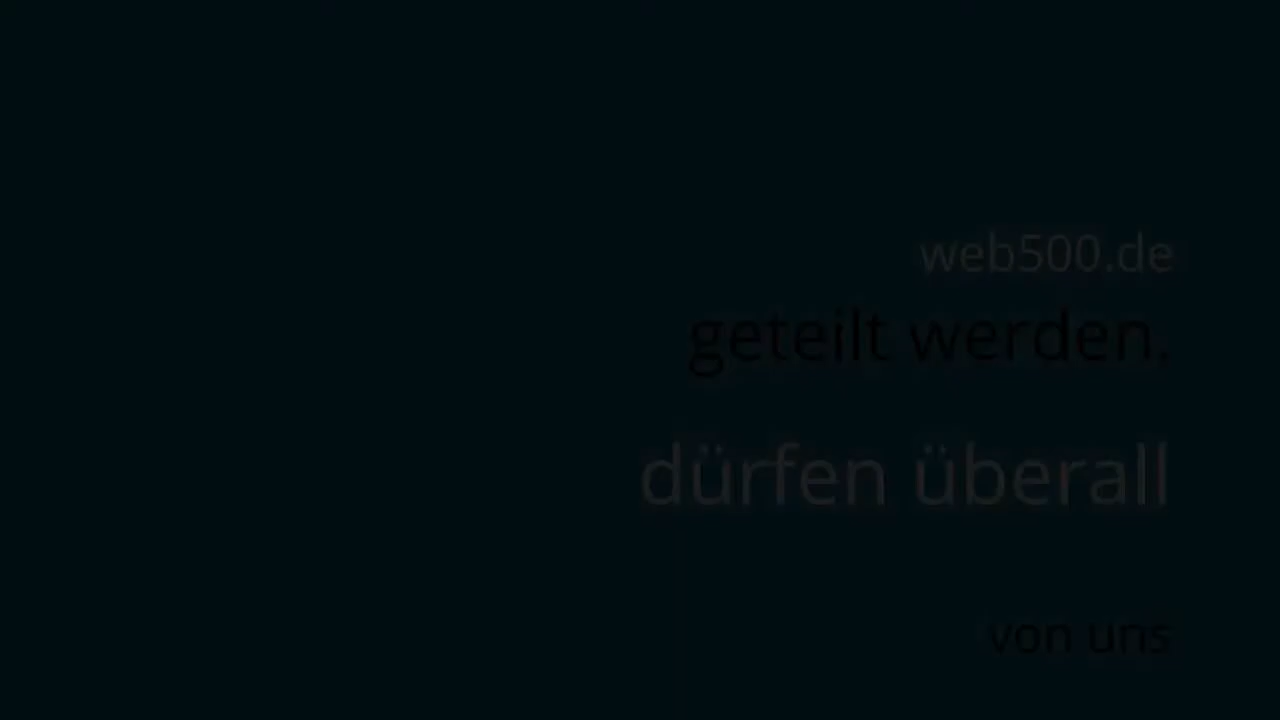 web500.de
geteilt werden.
dürfen überall
von uns